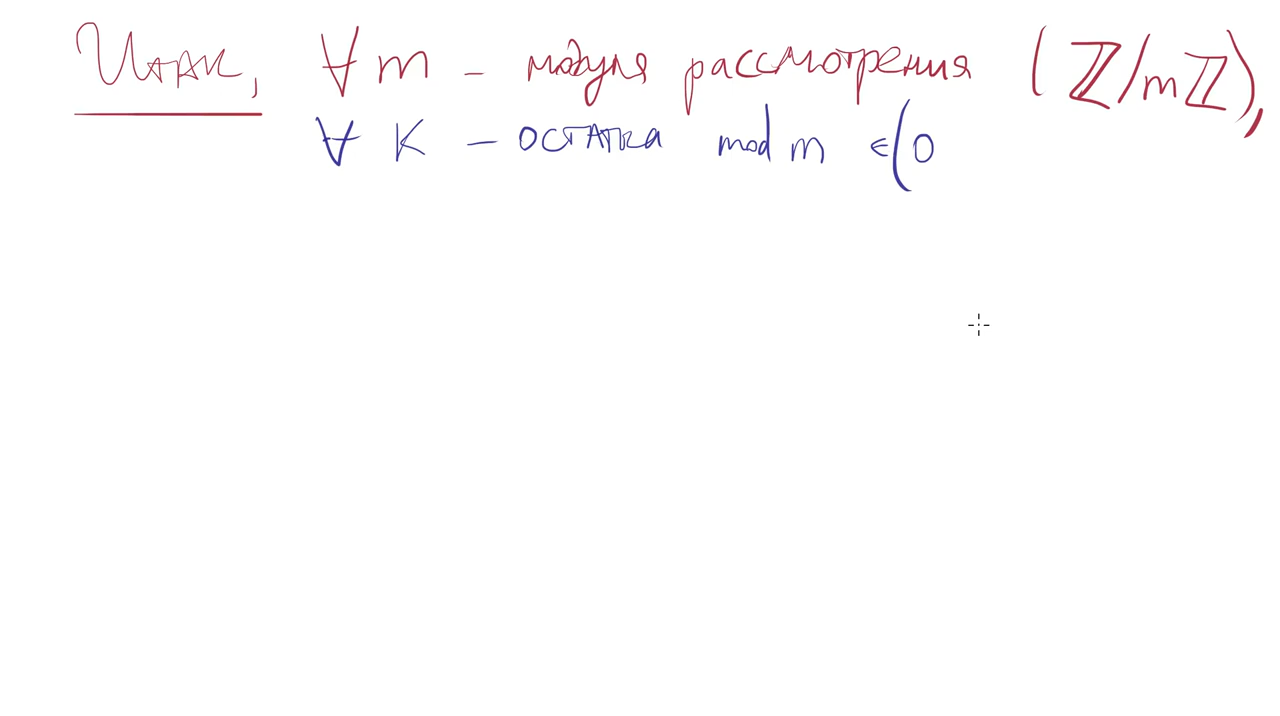 Итак, ∀ m – модуля рассмотрения (ℤ/mℤ),
∀ K – остатка mod m ∈ (0